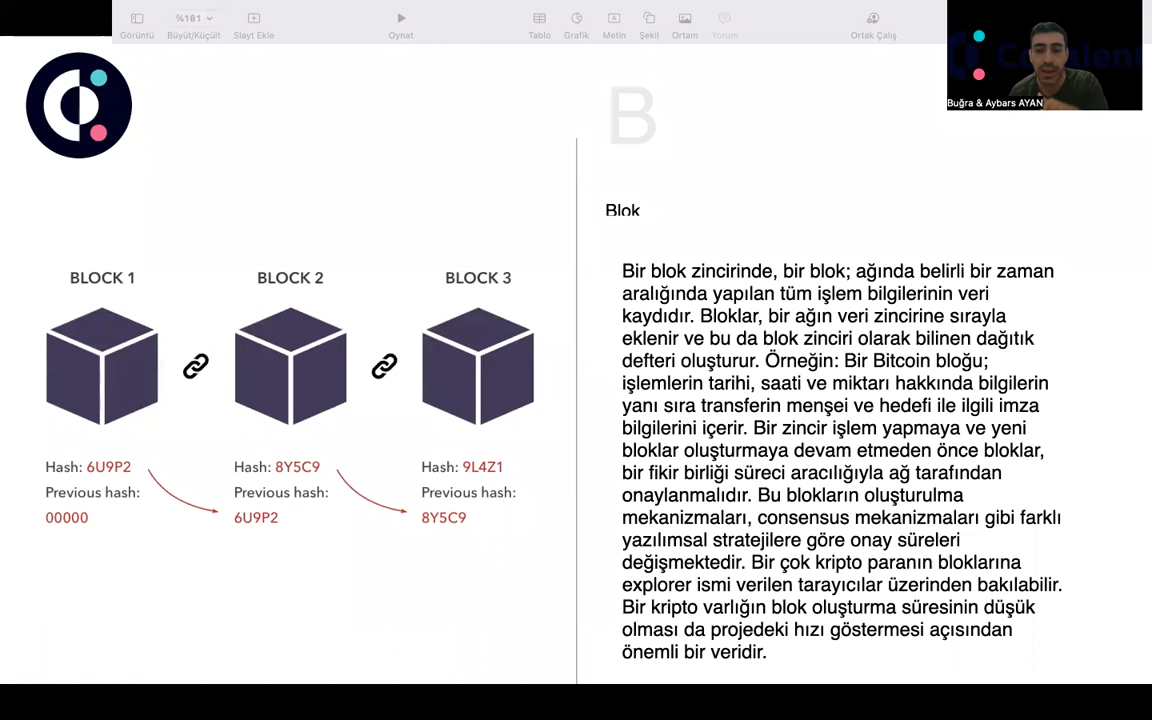 Görüntü
%181
Büyüt/Küçült
Slayt Ekle
Oynat
Tablo
Grafik
Metin
Şekil
Ortam
Yorum
Ortak Çalış
Buğra & Aybars AYAN
B
Blok
BLOCK 1
BLOCK 2
BLOCK 3
Hash: 6U9P2
Previous hash:
00000
Hash: 8Y5C9
Previous hash:
6U9P2
Hash: 9L4Z1
Previous hash:
8Y5C9
Bir blok zincirinde, bir blok; ağında belirli bir zaman
aralığında yapılan tüm işlem bilgilerinin veri
kaydıdır. Bloklar, bir ağın veri zincirine sırayla
eklenir ve bu da blok zinciri olarak bilinen dağıtık
defteri oluşturur. Örneğin: Bir Bitcoin bloğu;
işlemlerin tarihi, saati ve miktarı hakkında bilgilerin
yanı sıra transferin menşei ve hedefi ile ilgili imza
bilgilerini içerir. Bir zincir işlem yapmaya ve yeni
bloklar oluşturmaya devam etmeden önce bloklar,
bir fikir birliği süreci aracılığıyla ağ tarafından
onaylanmalıdır. Bu blokların oluşturulma
mekanizmaları, consensus mekanizmaları gibi farklı
yazılımsal stratejilere göre onay süreleri
değişmektedir. Bir çok kripto paranın bloklarına
explorer ismi verilen tarayıcılar üzerinden bakılabilir.
Bir kripto varlığın blok oluşturma süresinin düşük
olması da projedeki hızı göstermesi açısından
önemli bir veridir.